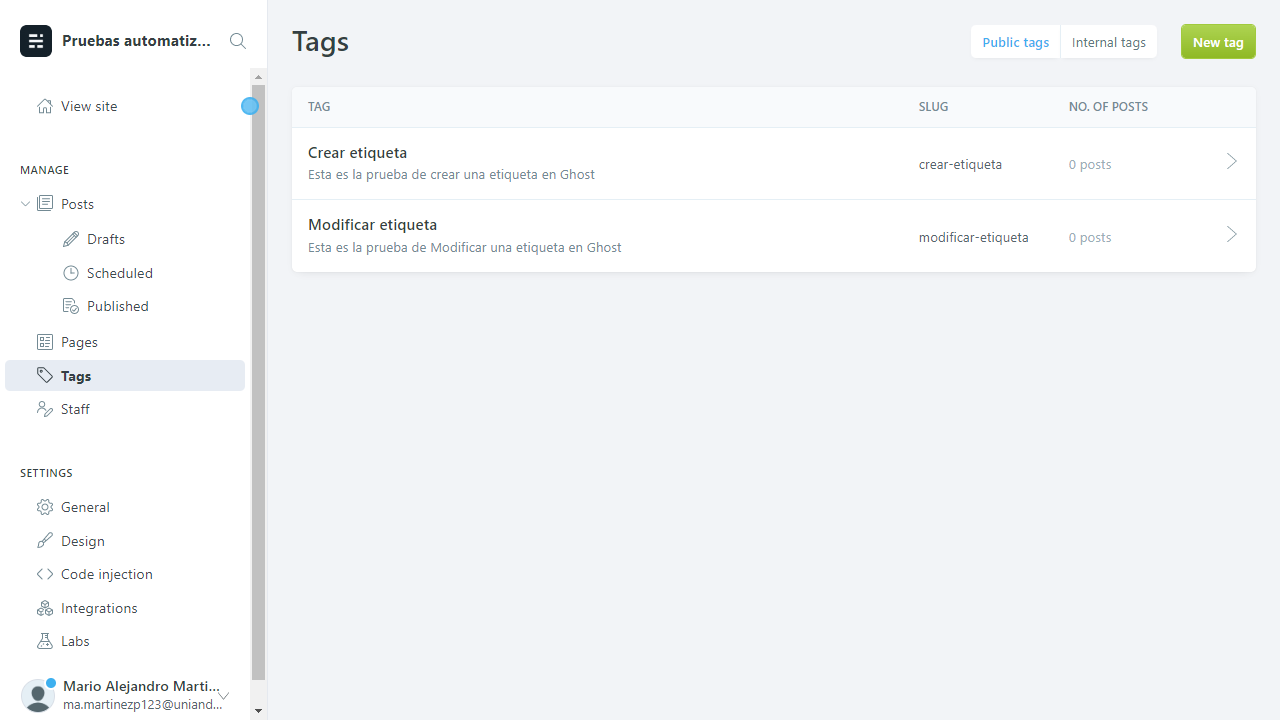 Pruebas automatiz...
View site
MANAGE
Posts
Drafts
Scheduled
Published
Pages
Tags
Staff
SETTINGS
General
Design
Code injection
Integrations
Labs
Mario Alejandro Marti...
ma.martinezp123@uniand...
Tags
Public tags
Internal tags
New tag
TAG
SLUG
NO. OF POSTS
Crear etiqueta
Esta es la prueba de crear una etiqueta en Ghost
crear-etiqueta
0 posts
Modificar etiqueta
Esta es la prueba de Modificar una etiqueta en Ghost
modificar-etiqueta
0 posts